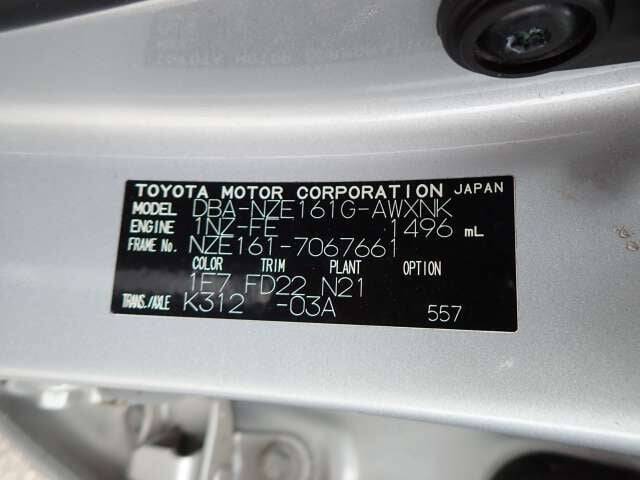 TOYOTA MOTOR CORPORATION JAPAN
MODEL DBA-NZE161G-AWXNK
ENGINE 1NZ-FE 1496 mL
FRAME No. NZE161-7067661
COLOR TRIM PLANT OPTION
1E7 FD22 N21
TRANS./AXLE K312 -03A 557